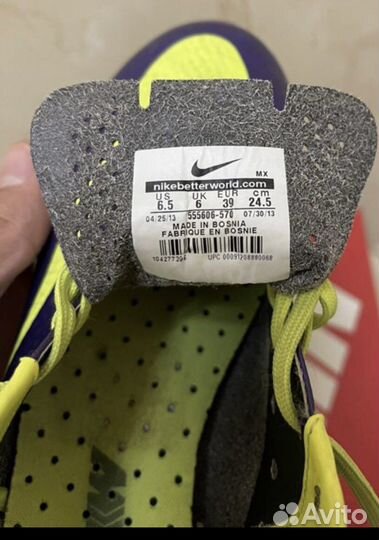 MX
nikebetterworld.com
US UK EUR cm
6.5 6 39 24.5
04/25/13 555606-570 07/30/13
MADE IN BOSNIA
FABRIQUE EN BOSNIE
UPC 00091208880068
Avito